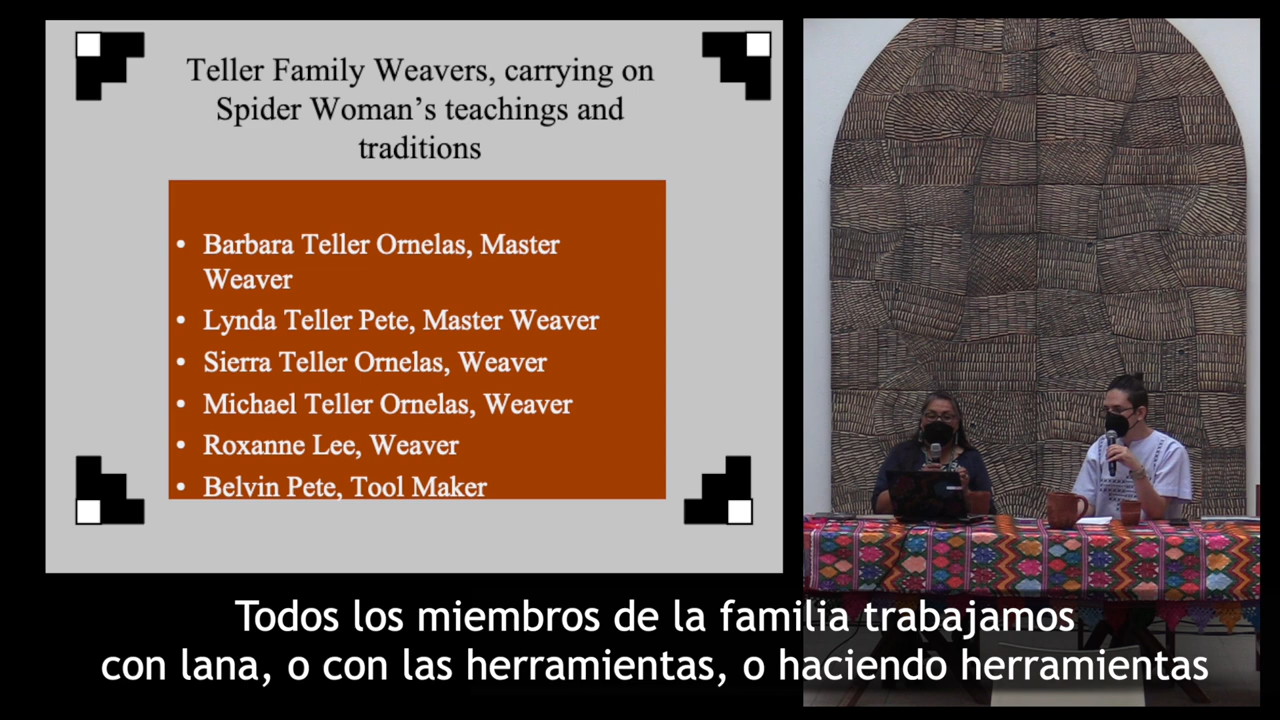 Teller Family Weavers, carrying on
Spider Woman’s teachings and
traditions
• Barbara Teller Ornelas, Master
Weaver
• Lynda Teller Pete, Master Weaver
• Sierra Teller Ornelas, Weaver
• Michael Teller Ornelas, Weaver
• Roxanne Lee, Weaver
• Belvin Pete, Tool Maker
Todos los miembros de la familia trabajamos
con lana, o con las herramientas, o haciendo herramientas